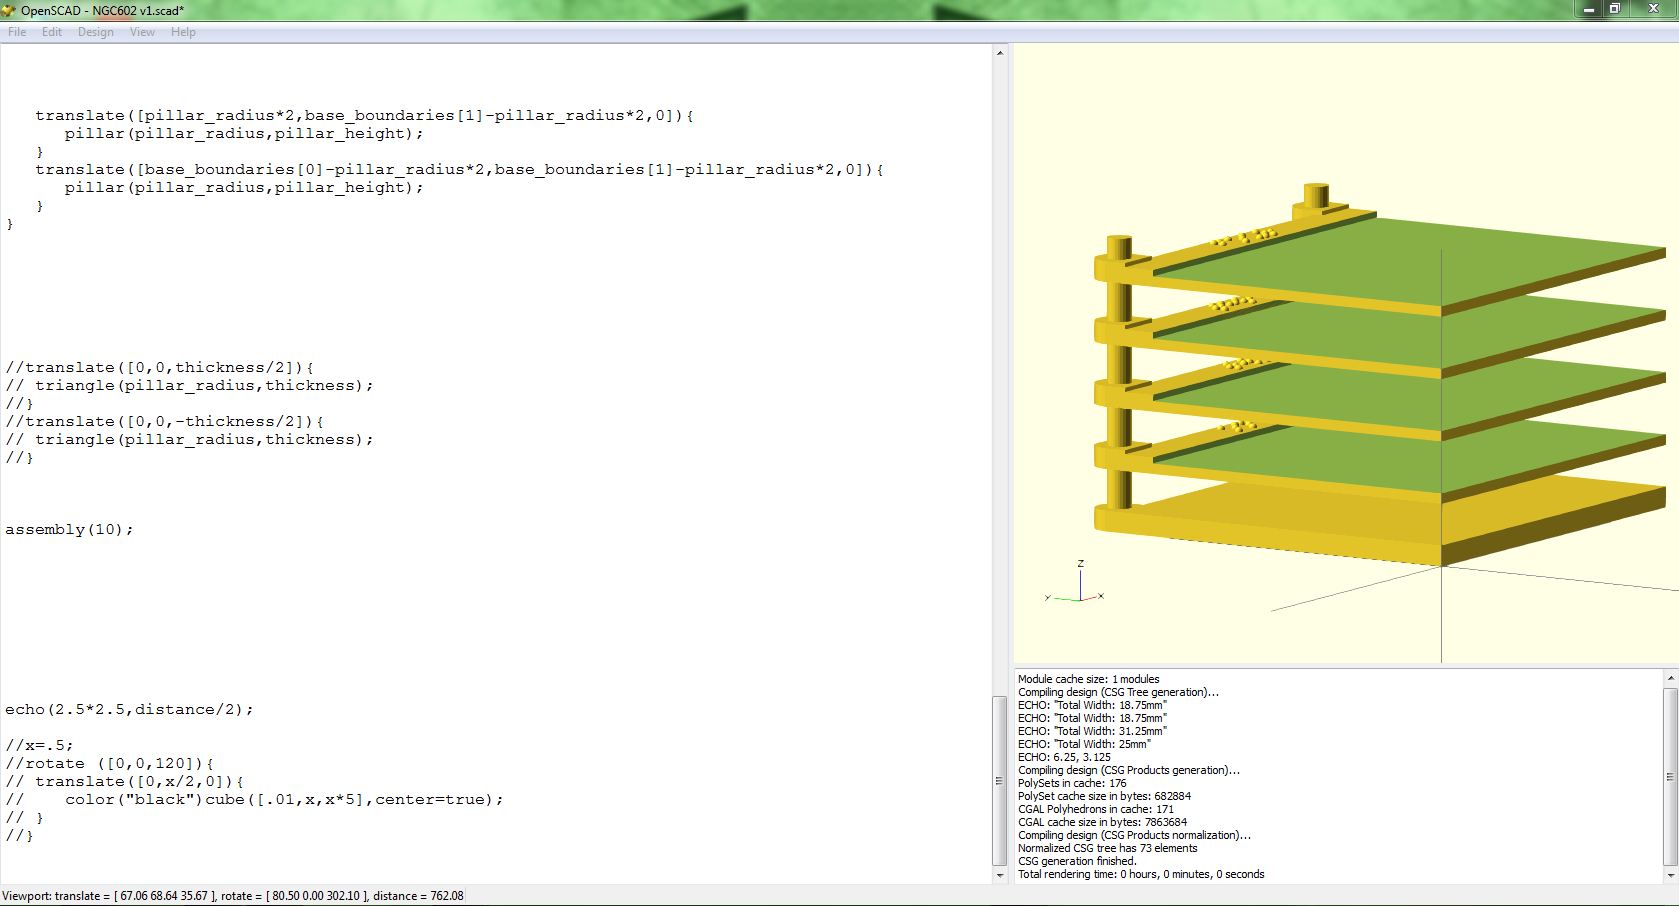 OpenSCAD - NGC602 v1.scad*
File Edit Design View Help
translate([pillar_radius*2,base_boundaries[1]-pillar_radius*2,0]){
pillar(pillar_radius,pillar_height);
}
translate([base_boundaries[0]-pillar_radius*2,base_boundaries[1]-pillar_radius*2,0]){
pillar(pillar_radius,pillar_height);
}
}
//translate([0,0,thickness/2]){
// triangle(pillar_radius,thickness);
//}
//translate([0,0,-thickness/2]){
// triangle(pillar_radius,thickness);
//}
assembly(10);
echo(2.5*2.5,distance/2);
//x=.5;
//rotate ([0,0,120]){
// translate([0,x/2,0]){
// color("black")cube([.01,x,x*5],center=true);
// }
//}
Z
Y
X
Module cache size: 1 modules
Compiling design (CSG Tree generation)...
ECHO: "Total Width: 18.75mm"
ECHO: "Total Width: 18.75mm"
ECHO: "Total Width: 31.25mm"
ECHO: "Total Width: 25mm"
ECHO: 6.25, 3.125
Compiling design (CSG Products generation)...
PolySets in cache: 176
PolySet cache size in bytes: 682884
CGAL Polyhedrons in cache: 171
CGAL cache size in bytes: 7863684
Compiling design (CSG Products normalization)...
Normalized CSG tree has 73 elements
CSG generation finished.
Total rendering time: 0 hours, 0 minutes, 0 seconds
Viewport: translate = [ 67.06 68.64 35.67 ], rotate = [ 80.50 0.00 302.10 ], distance = 762.08